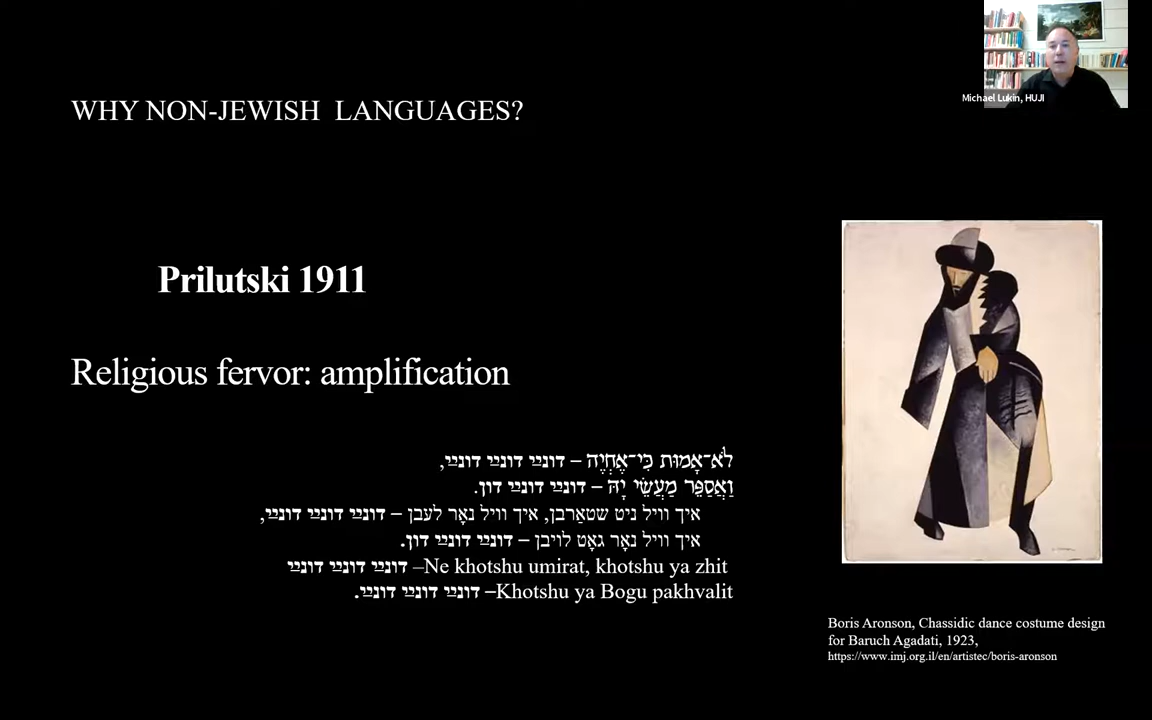 Michael Lukin, HUJI
WHY NON-JEWISH LANGUAGES?
Prilutski 1911
Religious fervor: amplification
לֹא־אָמוּת כִּי־אֶחְיֶה – דונײַ דונײַ דונײַ,
וַאֲסַפֵּר מַעֲשֵׂי יָהּ – דונײַ דונײַ דון.
איך וויל ניט שטאַרבן, איך וויל נאָר לעבן – דונײַ דונײַ דונײַ,
איך וויל נאָר גאָט לויבן – דונײַ דונײַ דון.
Ne khotshu umirat, khotshu ya zhit – דונײַ דונײַ דונײַ
Khotshu ya Bogu pakhvalit – דונײַ דונײַ דונײַ.
Boris Aronson, Chassidic dance costume design
for Baruch Agadati, 1923,
https://www.imj.org.il/en/artistec/boris-aronson